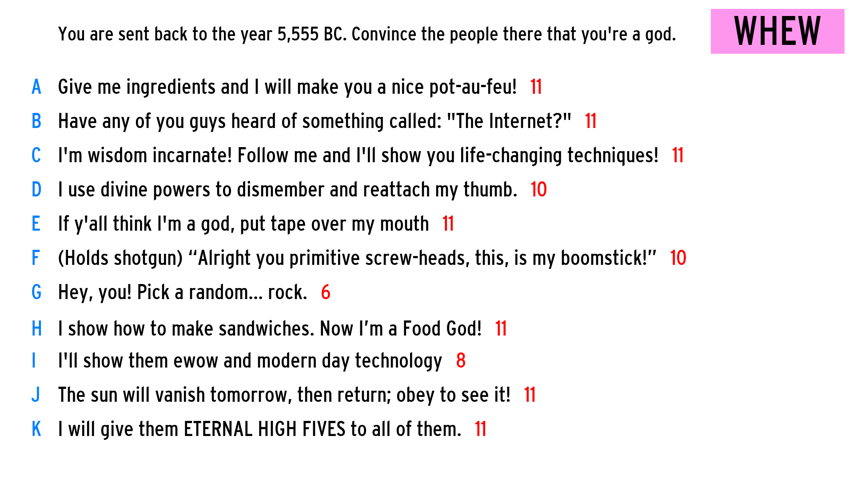 You are sent back to the year 5,555 BC. Convince the people there that you're a god.
WHEW
A Give me ingredients and I will make you a nice pot-au-feu! 11
B Have any of you guys heard of something called: "The Internet?" 11
C I'm wisdom incarnate! Follow me and I'll show you life-changing techniques! 11
D I use divine powers to dismember and reattach my thumb. 10
E If y'all think I'm a god, put tape over my mouth 11
F (Holds shotgun) “Alright you primitive screw-heads, this, is my boomstick!” 10
G Hey, you! Pick a random... rock. 6
H I show how to make sandwiches. Now I’m a Food God! 11
I I'll show them ewow and modern day technology 8
J The sun will vanish tomorrow, then return; obey to see it! 11
K I will give them ETERNAL HIGH FIVES to all of them. 11